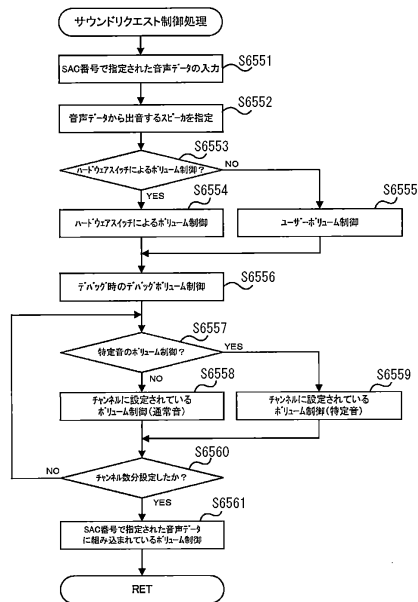 サウンドリクエスト制御処理
S6551
SAC番号で指定された音声データの入力
S6552
音声データから出音するスピーカを指定
S6553
ハードウェアスイッチによるボリューム制御？
NO
YES
S6554
S6555
ハードウェアスイッチによるボリューム制御
ユーザーボリューム制御
S6556
デバッグ時のデバッグボリューム制御
S6557
特定音のボリューム制御？
YES
NO
S6558
S6559
チャンネルに設定されている
ボリューム制御（通常音）
チャンネルに設定されている
ボリューム制御（特定音）
S6560
NO
チャンネル数分設定したか？
YES
S6561
SAC番号で指定された音声データ
に組み込まれているボリューム制御
RET